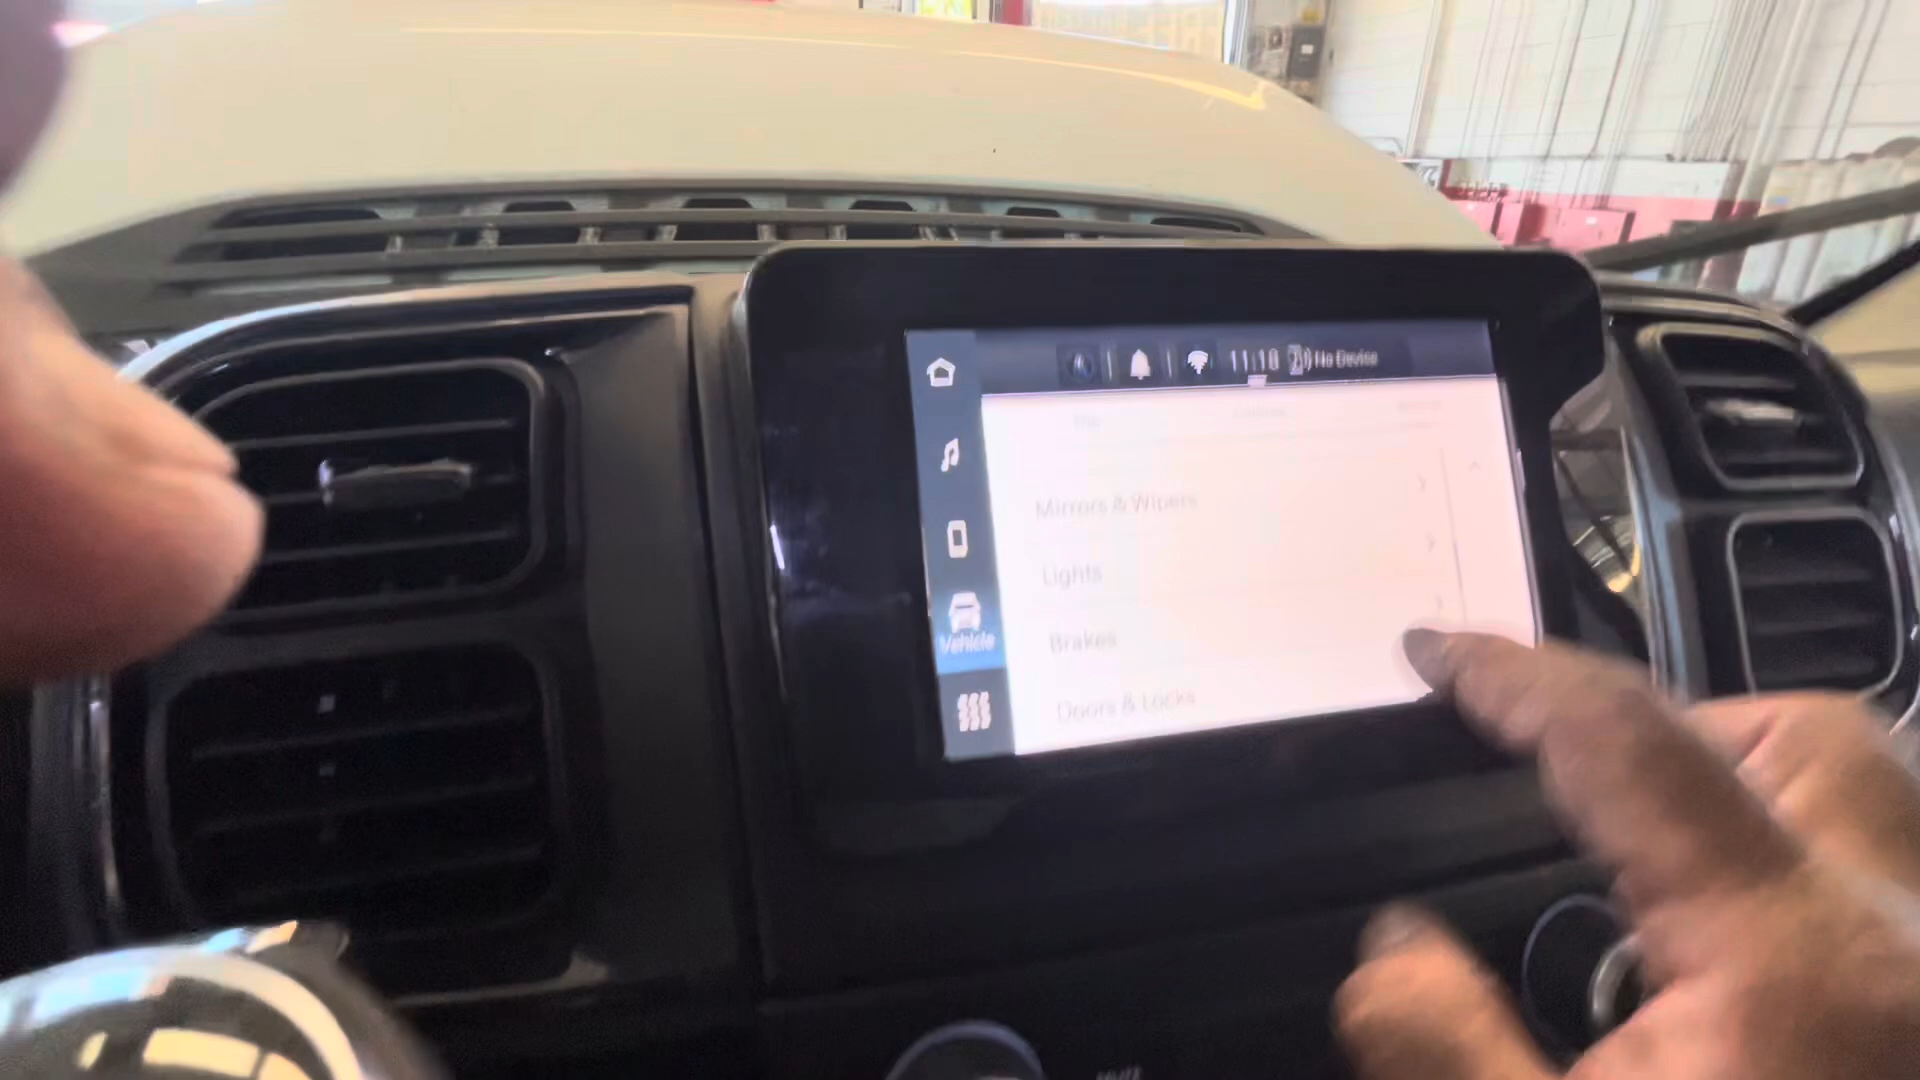 11:10 No Device
Mirrors & Wipers
Lights
Brakes
Vehicle
Doors & Locks